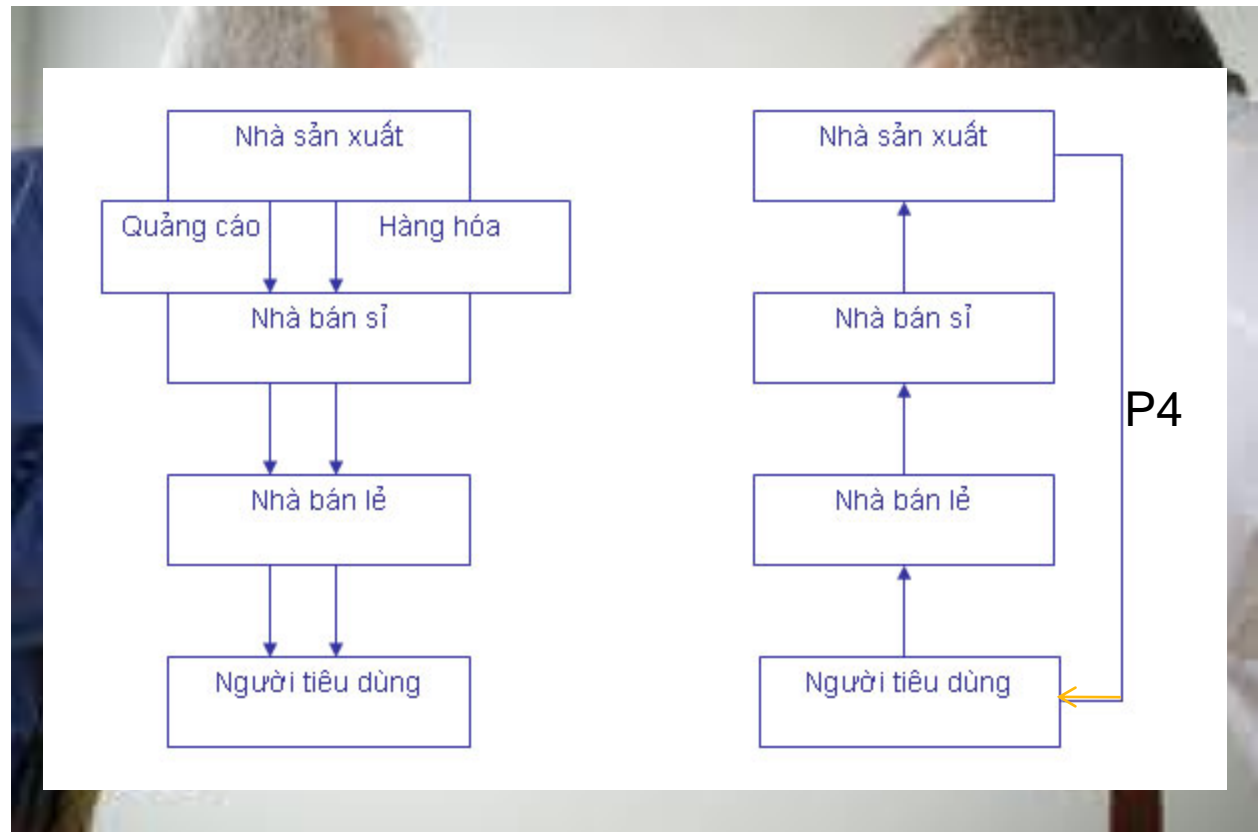 Nhà sản xuất
Quảng cáo
Hàng hóa
Nhà bán sỉ
Nhà bán lẻ
Người tiêu dùng
Nhà sản xuất
Nhà bán sỉ
P4
Nhà bán lẻ
Người tiêu dùng